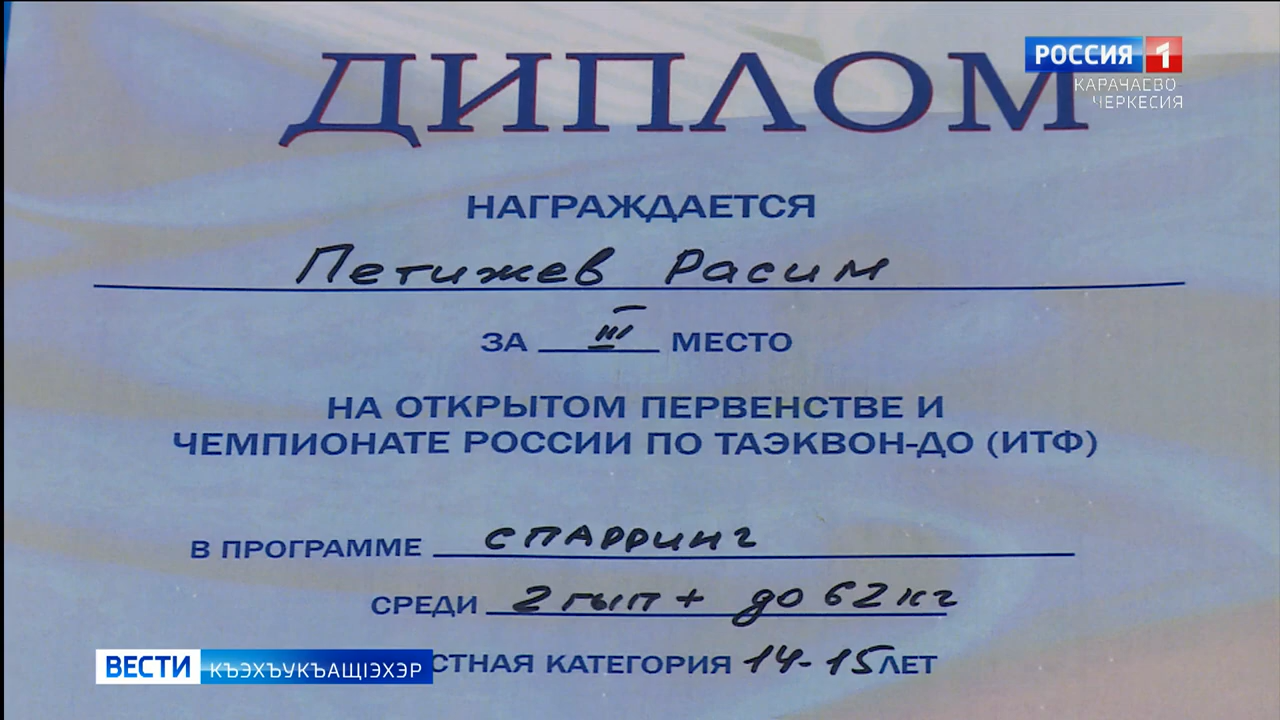 РОССИЯ 1
КАРАЧАЕВО-
ЧЕРКЕСИЯ
ДИПЛОМ
НАГРАЖДАЕТСЯ
Петижев Расим
ЗА III МЕСТО
НА ОТКРЫТОМ ПЕРВЕНСТВЕ И
ЧЕМПИОНАТЕ РОССИИ ПО ТАЭКВОН-ДО (ИТФ)
В ПРОГРАММЕ СПАРРИНГ
СРЕДИ 2 гып + до 62 кг
СТНАЯ КАТЕГОРИЯ 14-15 ЛЕТ
ВЕСТИ КЪЭХЪУКЪАЩIЭХЭР